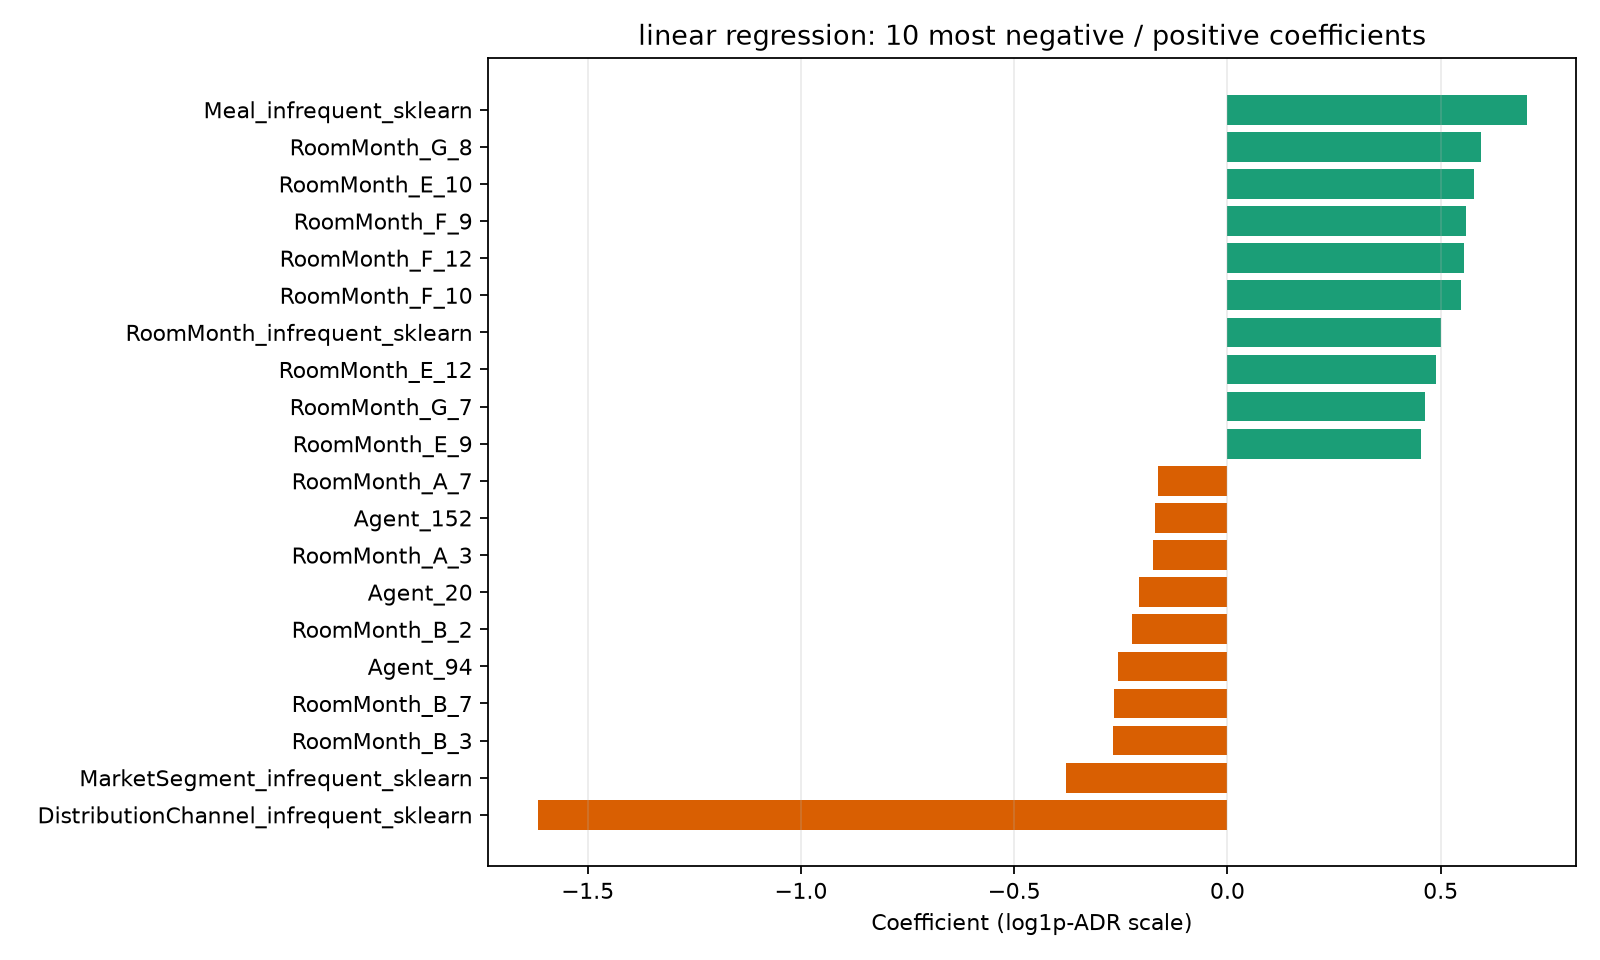 linear regression: 10 most negative / positive coefficients
Meal_infrequent_sklearn
RoomMonth_G_8
RoomMonth_E_10
RoomMonth_F_9
RoomMonth_F_12
RoomMonth_F_10
RoomMonth_infrequent_sklearn
RoomMonth_E_12
RoomMonth_G_7
RoomMonth_E_9
RoomMonth_A_7
Agent_152
RoomMonth_A_3
Agent_20
RoomMonth_B_2
Agent_94
RoomMonth_B_7
RoomMonth_B_3
MarketSegment_infrequent_sklearn
DistributionChannel_infrequent_sklearn
−1.5 −1.0 −0.5 0.0 0.5
Coefficient (log1p-ADR scale)